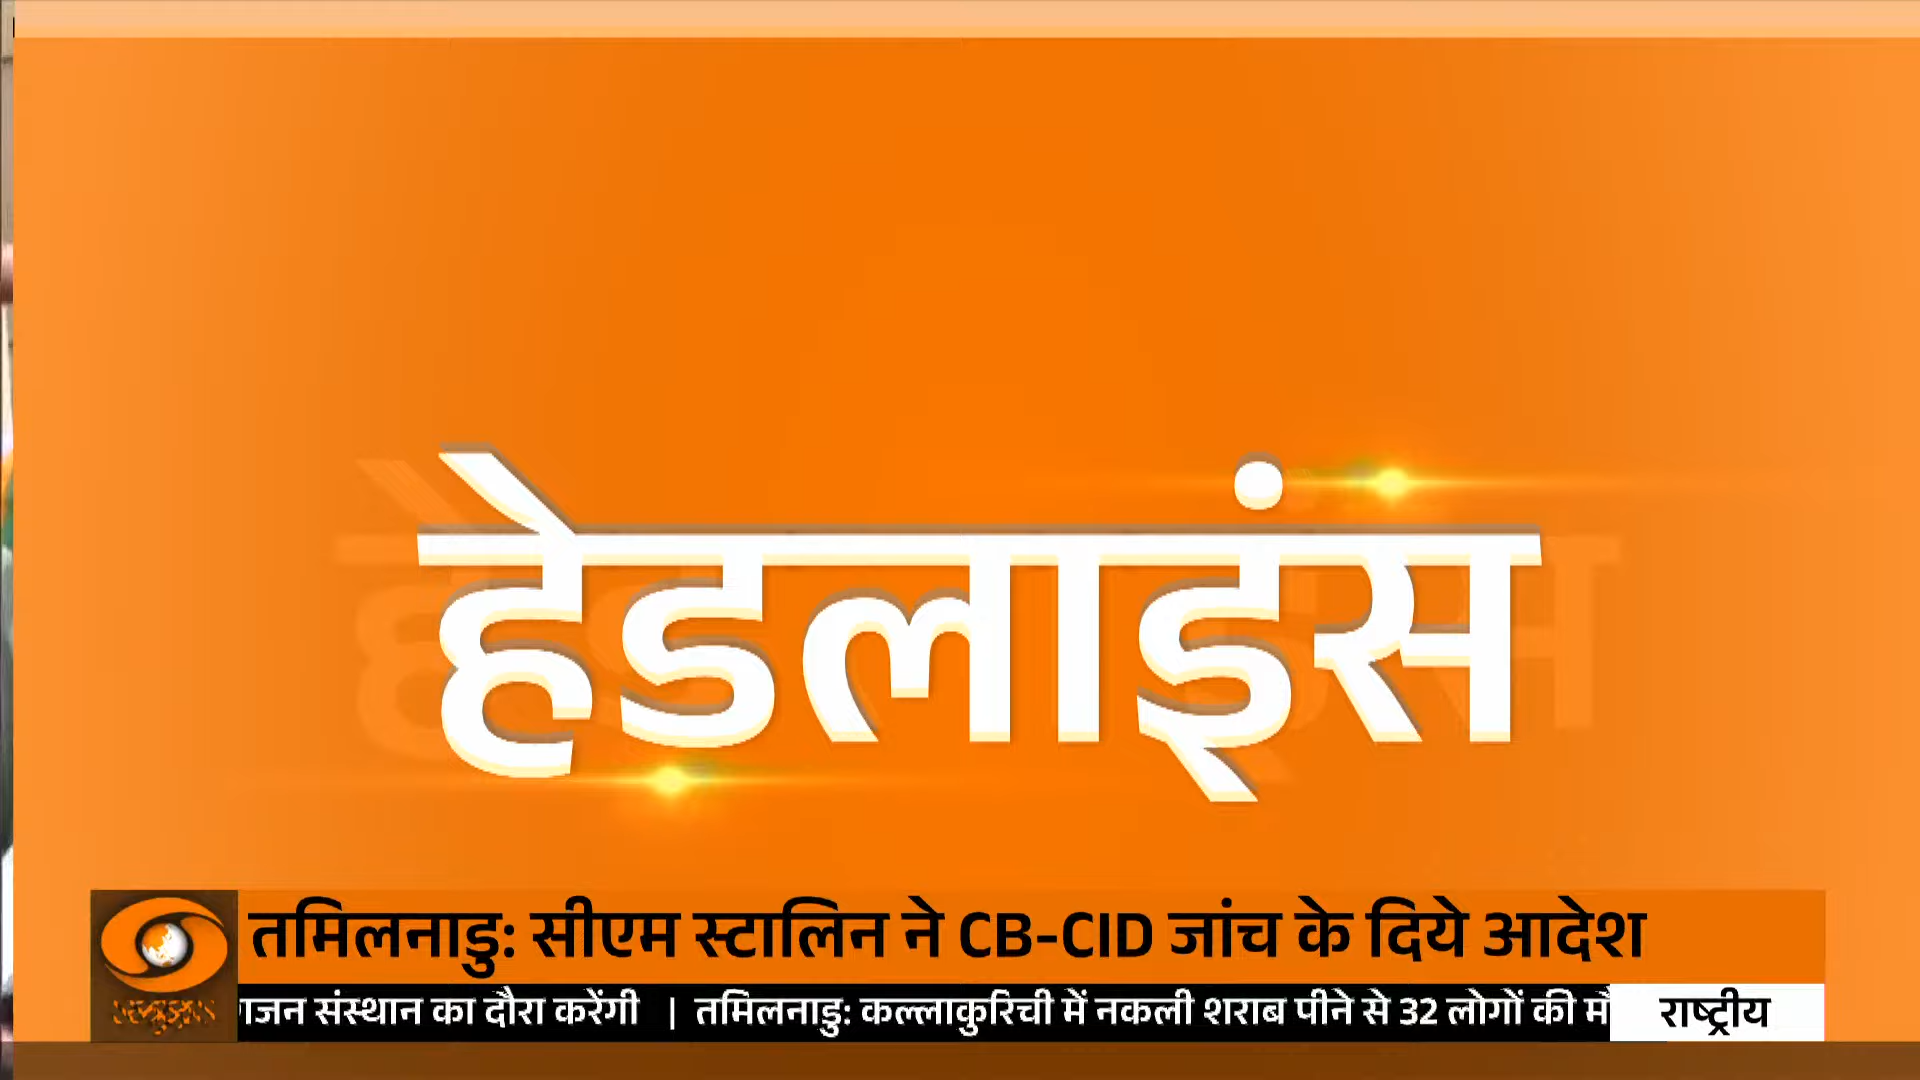 हेडलाइंस
तमिलनाडु: सीएम स्टालिन ने CB-CID जांच के दिये आदेश
संस्थान का दौरा करेंगी | तमिलनाडु: कल्लाकुरिची में नकली शराब पीने से 32 लोगों की
राष्ट्रीय